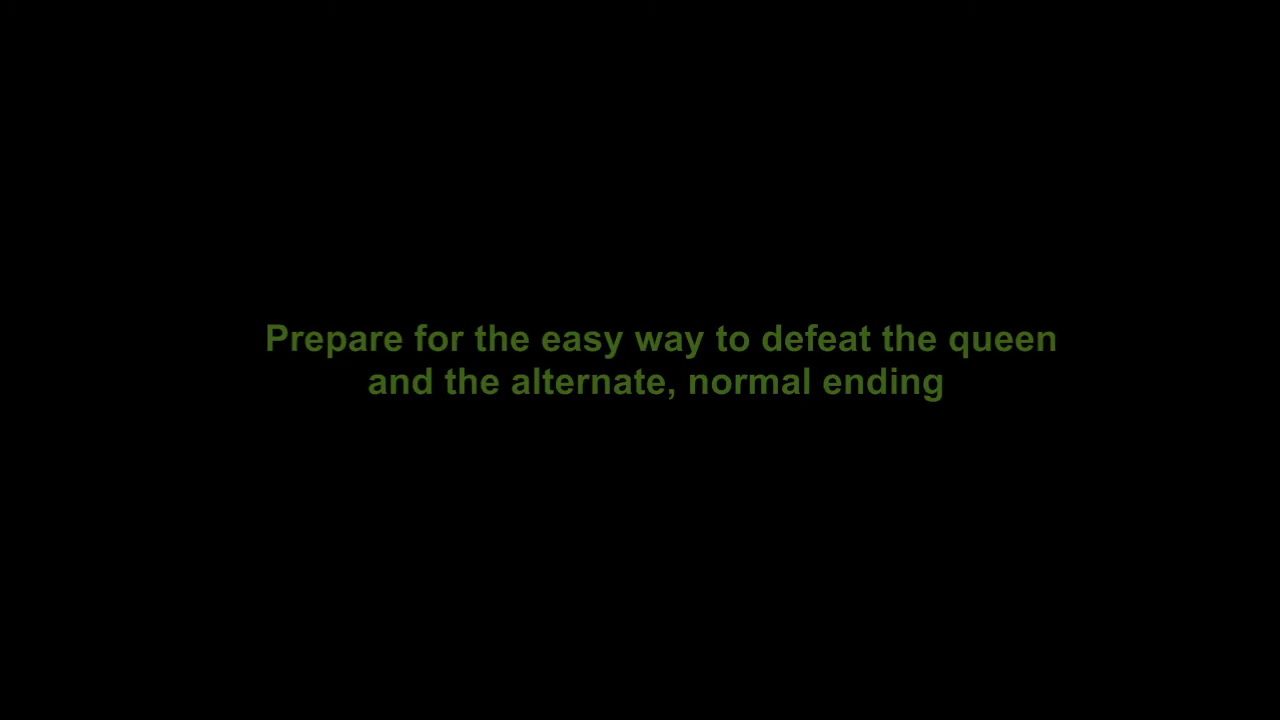 Prepare for the easy way to defeat the queen
and the alternate, normal ending